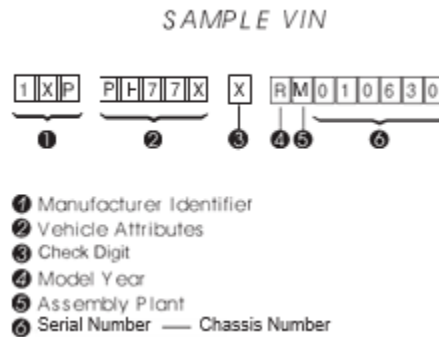 SAMPLE VIN
1XP PH77X X RM010630
1 2 3 4 5 6
1 Manufacturer Identifier
2 Vehicle Attributes
3 Check Digit
4 Model Year
5 Assembly Plant
6 Serial Number — Chassis Number